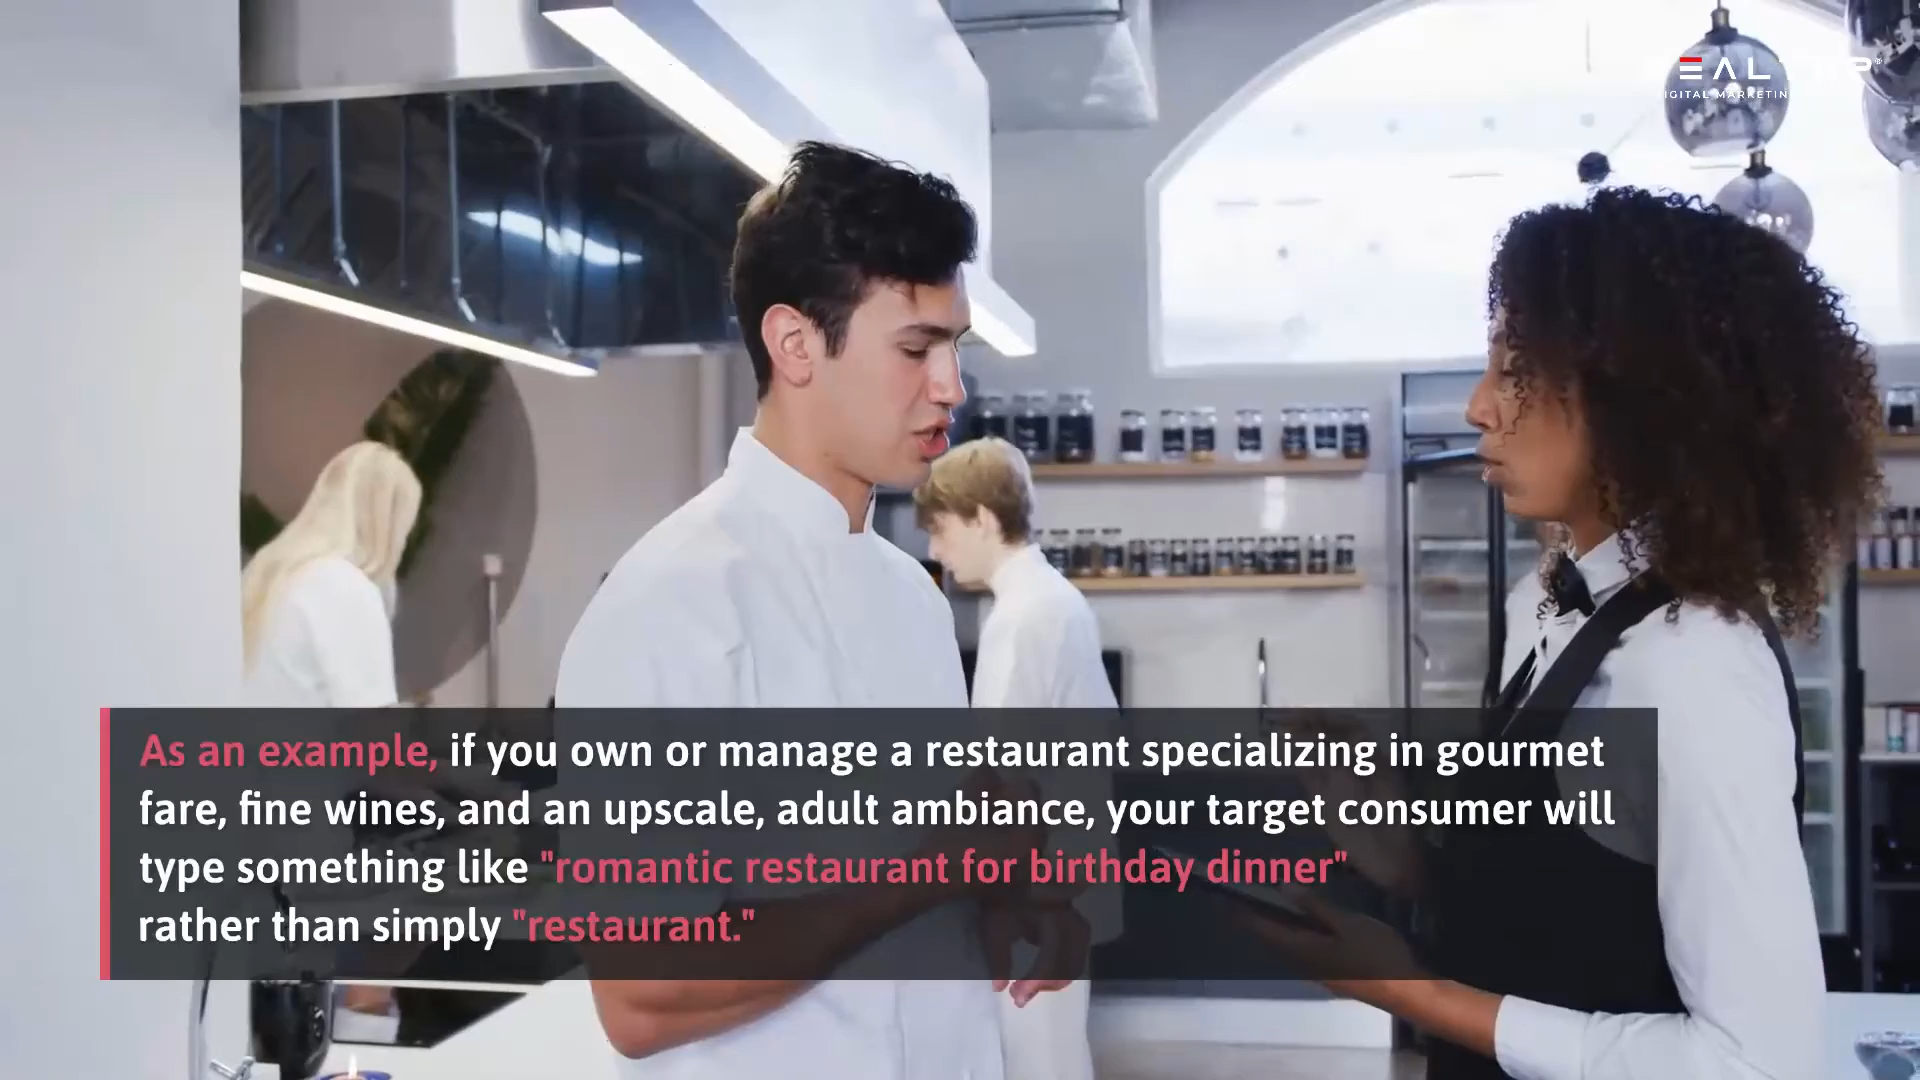 As an example, if you own or manage a restaurant specializing in gourmet
fare, fine wines, and an upscale, adult ambiance, your target consumer will
type something like "romantic restaurant for birthday dinner"
rather than simply "restaurant."